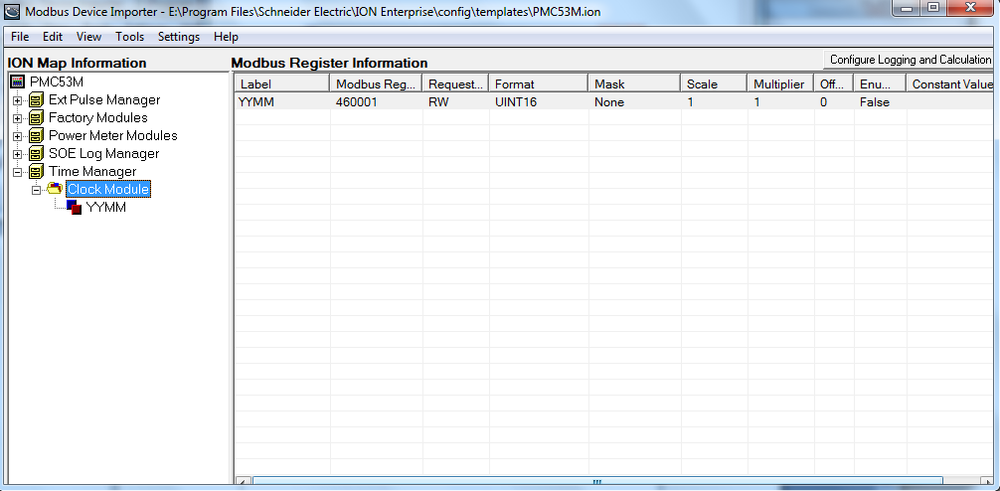 Modbus Device Importer - E:\Program Files\Schneider Electric\ION Enterprise\config\templates\PMC53M.ion
File Edit View Tools Settings Help
ION Map Information Modbus Register Information Configure Logging and Calculation
PMC53M
Ext Pulse Manager
Factory Modules
Power Meter Modules
SOE Log Manager
Time Manager
Clock Module
YYMM
Label Modbus Reg... Request... Format Mask Scale Multiplier Off... Enu... Constant Value
YYMM 460001 RW UINT16 None 1 1 0 False